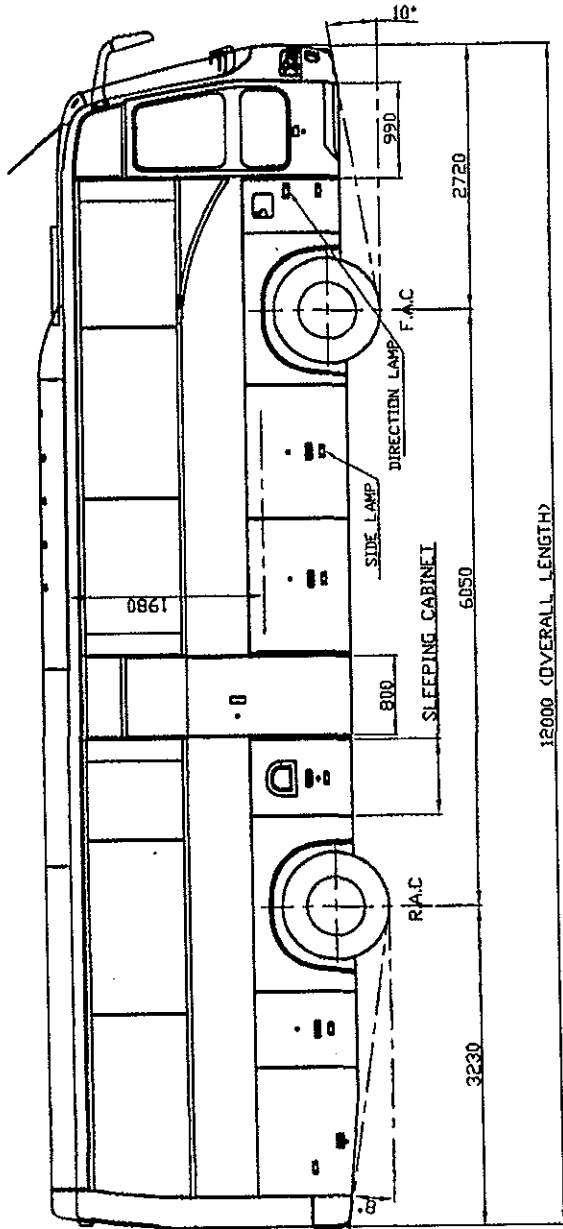 10°
990
2720
F.A.C
DIRECTION LAMP
SIDE LAMP
1980
SLEEPING CABINET
6050
12000 (OVERALL LENGTH)
800
R.A.C
3230
8°